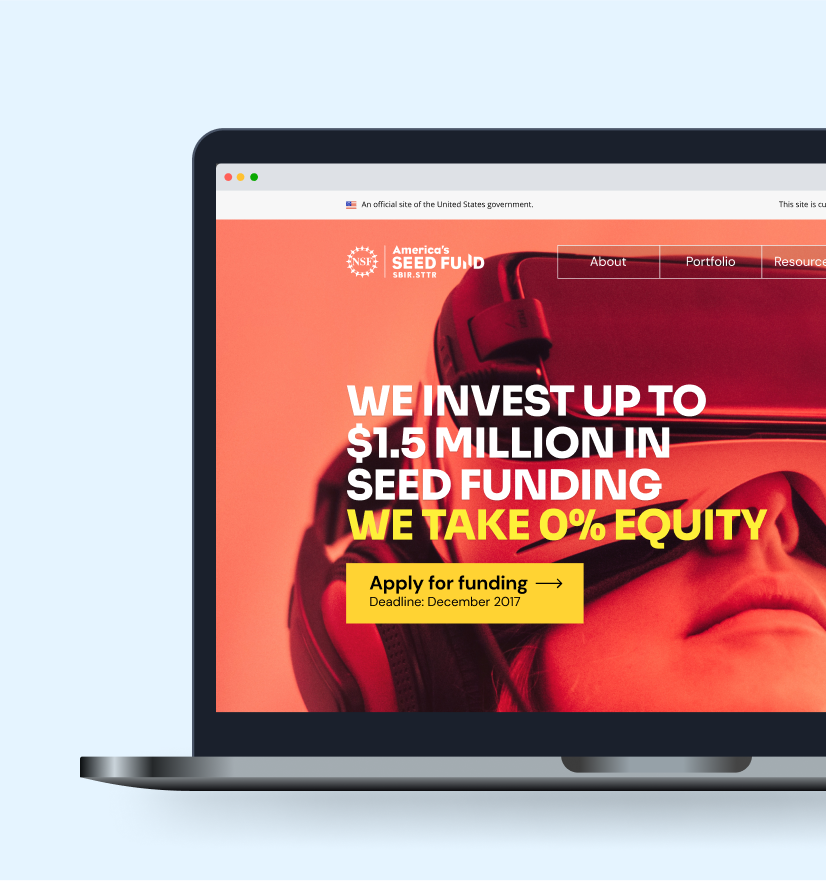 An official site of the United States government.
This site is cu
NSF
America's
SEED FUND
SBIR.STTR
About
Portfolio
Resource
WE INVEST UP TO
$1.5 MILLION IN
SEED FUNDING
WE TAKE 0% EQUITY
Apply for funding
Deadline: December 2017